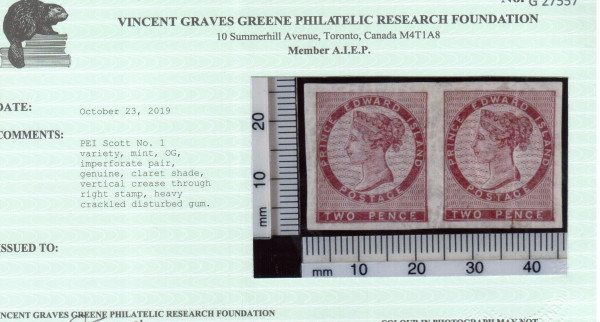 No. G 27557
VINCENT GRAVES GREENE PHILATELIC RESEARCH FOUNDATION
10 Summerhill Avenue, Toronto, Canada M4T1A8
Member A.I.E.P.
DATE:
October 23, 2019
COMMENTS:
PEI Scott No. 1
variety, mint, OG,
imperforate pair,
genuine, claret shade,
vertical crease through
right stamp, heavy
crackled disturbed gum.
20
10
mm
PRINCE EDWARD ISLAND
POSTAGE
TWO PENCE
PRINCE EDWARD ISLAND
POSTAGE
TWO PENCE
mm 10 20 30 40
ISSUED TO:
VINCENT GRAVES GREENE PHILATELIC RESEARCH FOUNDATION
COLOUR IN PHOTOGRAPH MAY NOT